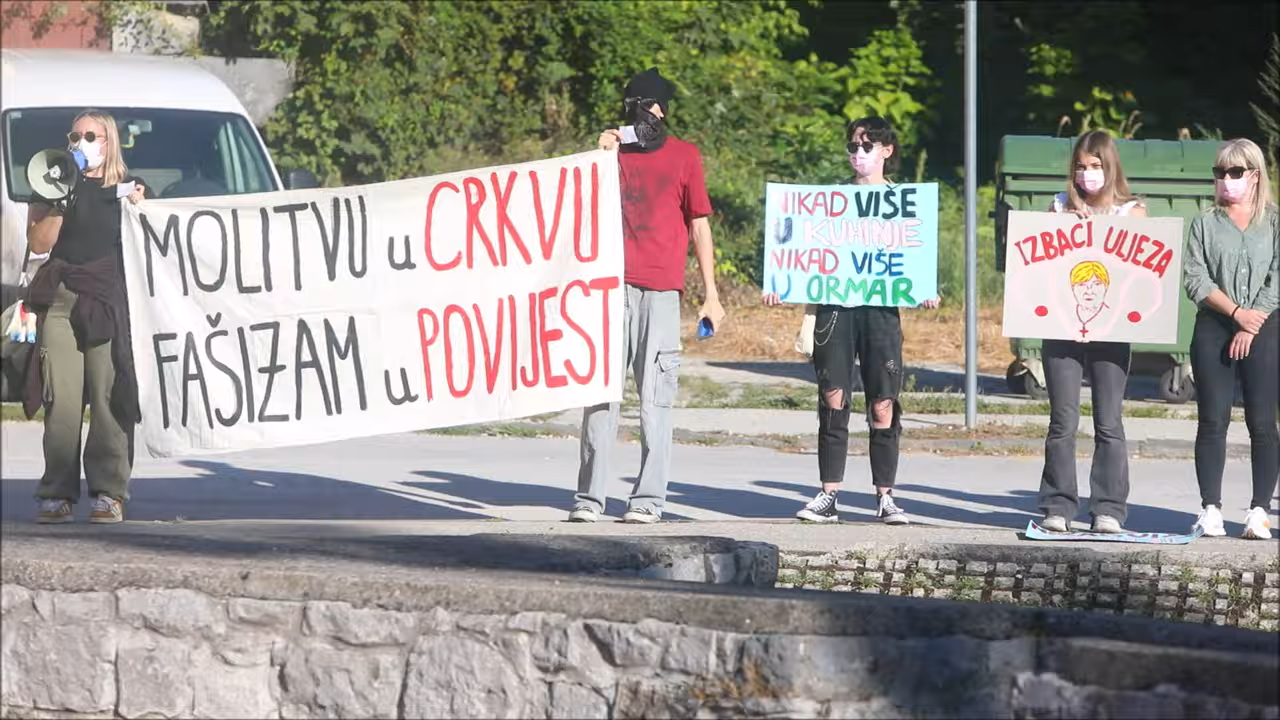 MOLITVU u CRKVU
FAŠIZAM u POVIJEST
NIKAD VIŠE
U KUHINJE
NIKAD VIŠE
U ORMAR
IZBACI ULJEZA